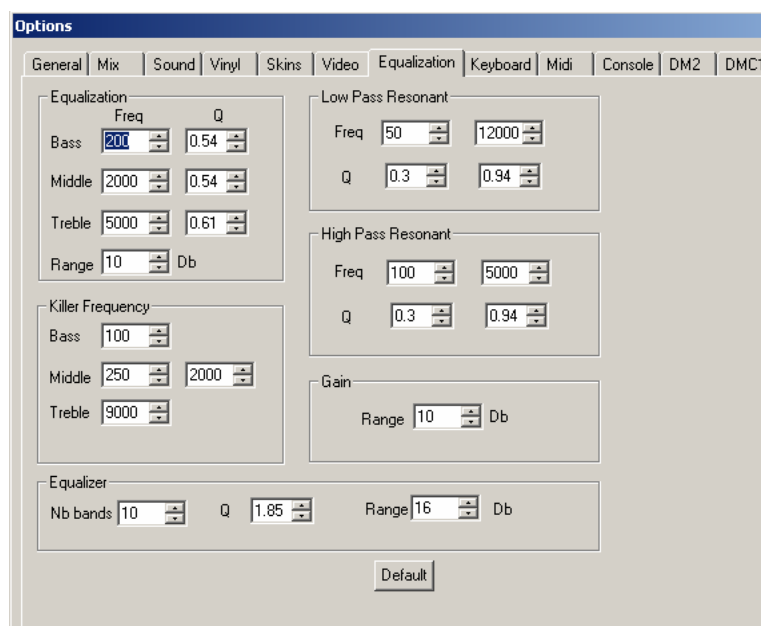 Options
General Mix Sound Vinyl Skins Video Equalization Keyboard Midi Console DM2 DMC1
Equalization
Freq Q
Bass 200 0.54
Middle 2000 0.54
Treble 5000 0.61
Range 10 Db
Killer Frequency
Bass 100
Middle 250 2000
Treble 9000
Low Pass Resonant
Freq 50 12000
Q 0.3 0.94
High Pass Resonant
Freq 100 5000
Q 0.3 0.94
Gain
Range 10 Db
Equalizer
Nb bands 10 Q 1.85 Range 16 Db
Default